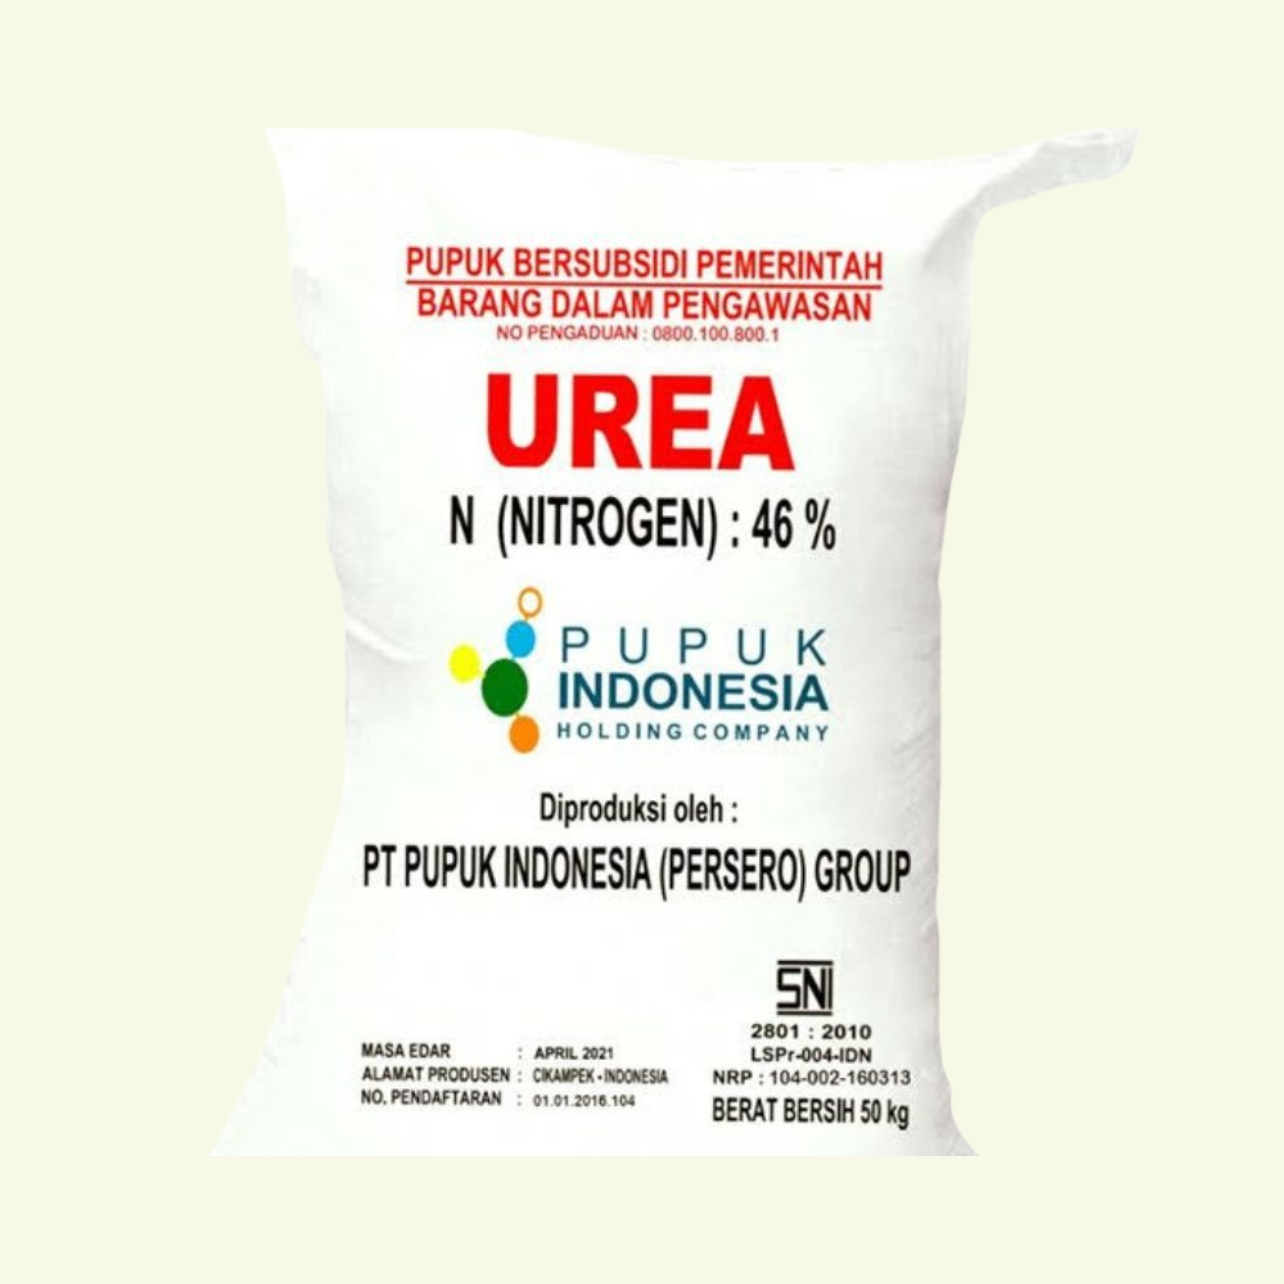 PUPUK BERSUBSIDI PEMERINTAH
BARANG DALAM PENGAWASAN
NO PENGADUAN : 0800.100.800.1
UREA
N (NITROGEN) : 46 %
PUPUK
INDONESIA
HOLDING COMPANY
Diproduksi oleh :
PT PUPUK INDONESIA (PERSERO) GROUP
SNI
2801 : 2010
LSPr-004-IDN
NRP : 104-002-160313
BERAT BERSIH 50 kg
MASA EDAR : APRIL 2021
ALAMAT PRODUSEN : CIKAMPEK - INDONESIA
NO. PENDAFTARAN : 01.01.2016.104